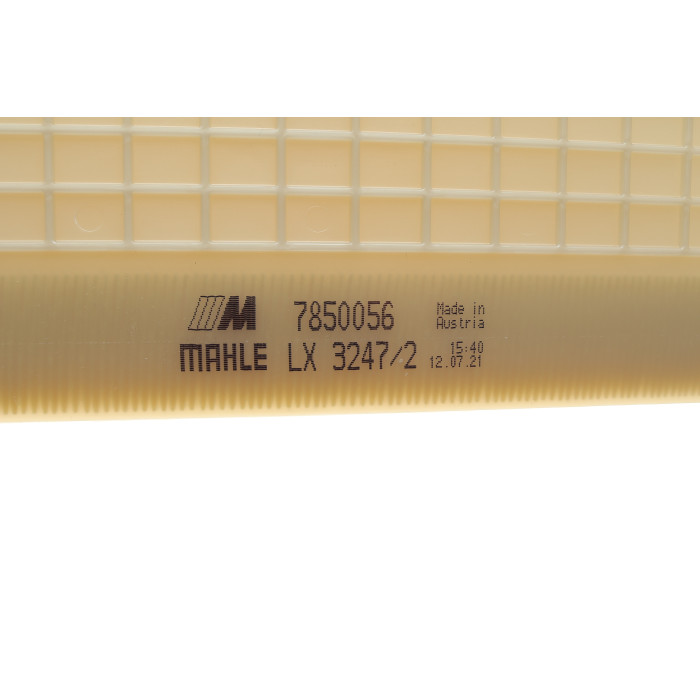 M 7850056 Made in
Austria
MAHLE LX 3247/2 15:40
12.07.21